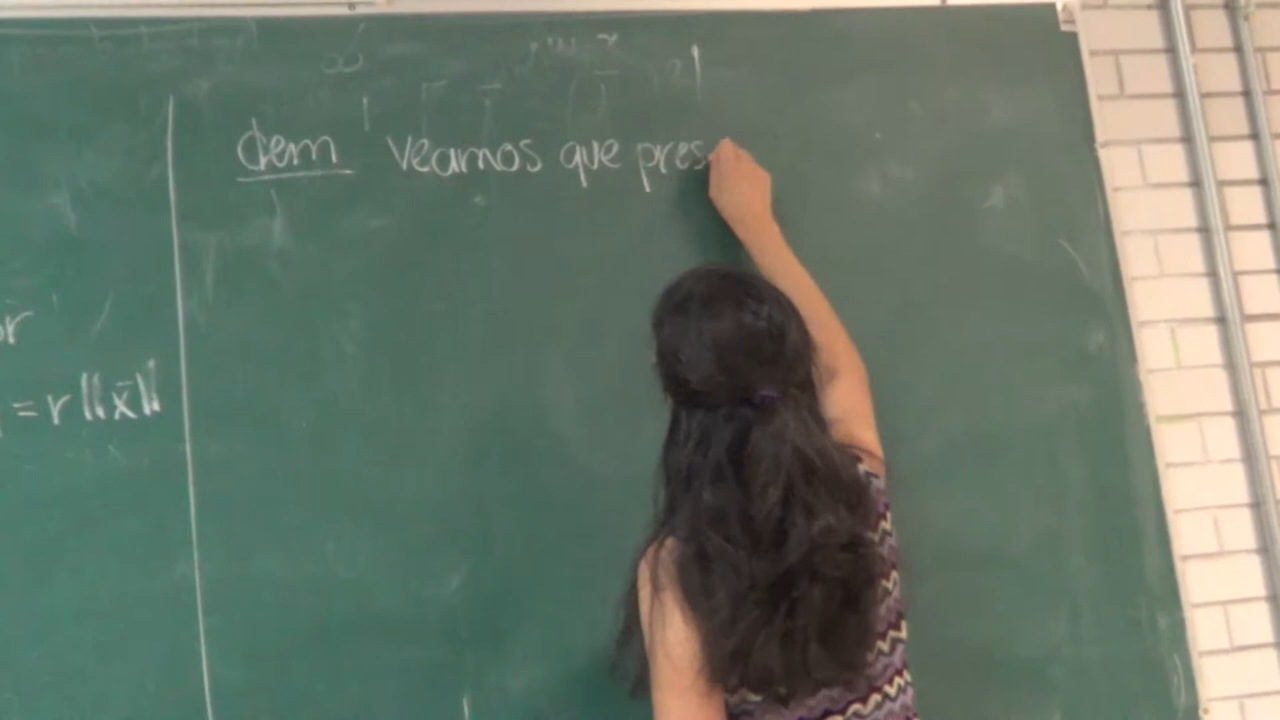 r
= r ||x̄||
dem veamos que pres